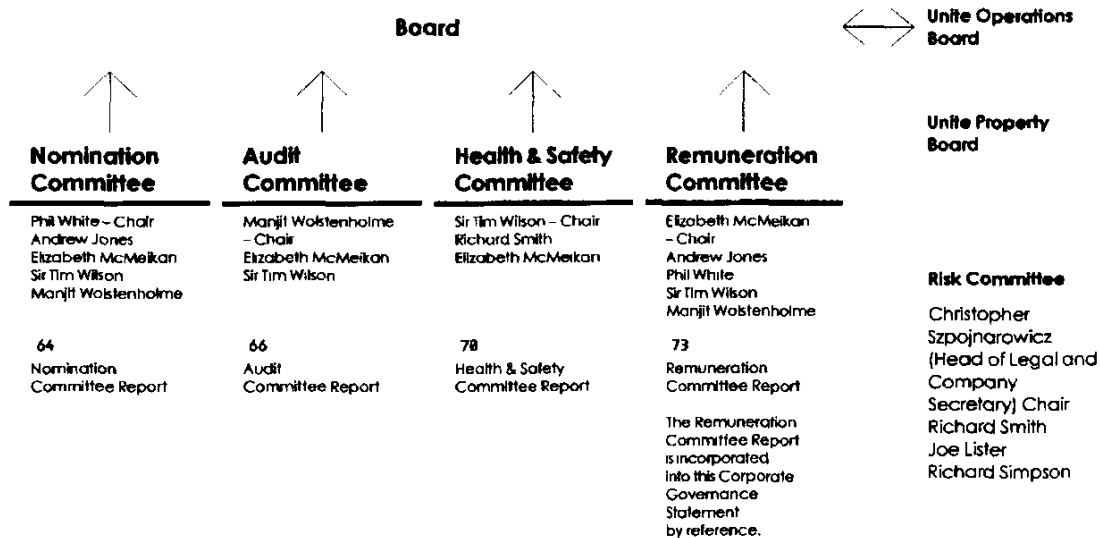 Board
Unite Operations
Board
Unite Property
Board
Nomination
Committee
Phil White – Chair
Andrew Jones
Elizabeth McMeikan
Sir Tim Wilson
Manjit Wolstenholme
64
Nomination
Committee Report
Audit
Committee
Manjit Wolstenholme
– Chair
Elizabeth McMeikan
Sir Tim Wilson
66
Audit
Committee Report
Health & Safety
Committee
Sir Tim Wilson – Chair
Richard Smith
Elizabeth McMeikan
70
Health & Safety
Committee Report
Remuneration
Committee
Elizabeth McMeikan
– Chair
Andrew Jones
Phil White
Sir Tim Wilson
Manjit Wolstenholme
73
Remuneration
Committee Report
The Remuneration
Committee Report
is incorporated
into this Corporate
Governance
Statement
by reference.
Risk Committee
Christopher
Szpojnarowicz
(Head of Legal and
Company
Secretary) Chair
Richard Smith
Joe Lister
Richard Simpson